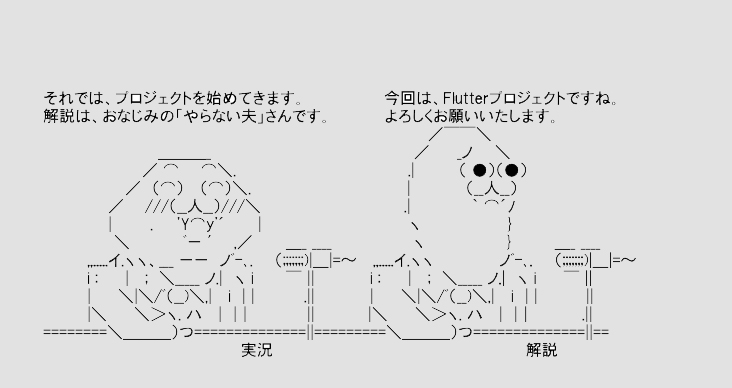 それでは、プロジェクトを始めてきます。
解説は、おなじみの「やらない夫」さんです。
今回は、Flutterプロジェクトですね。
よろしくお願いいたします。
実況
解説